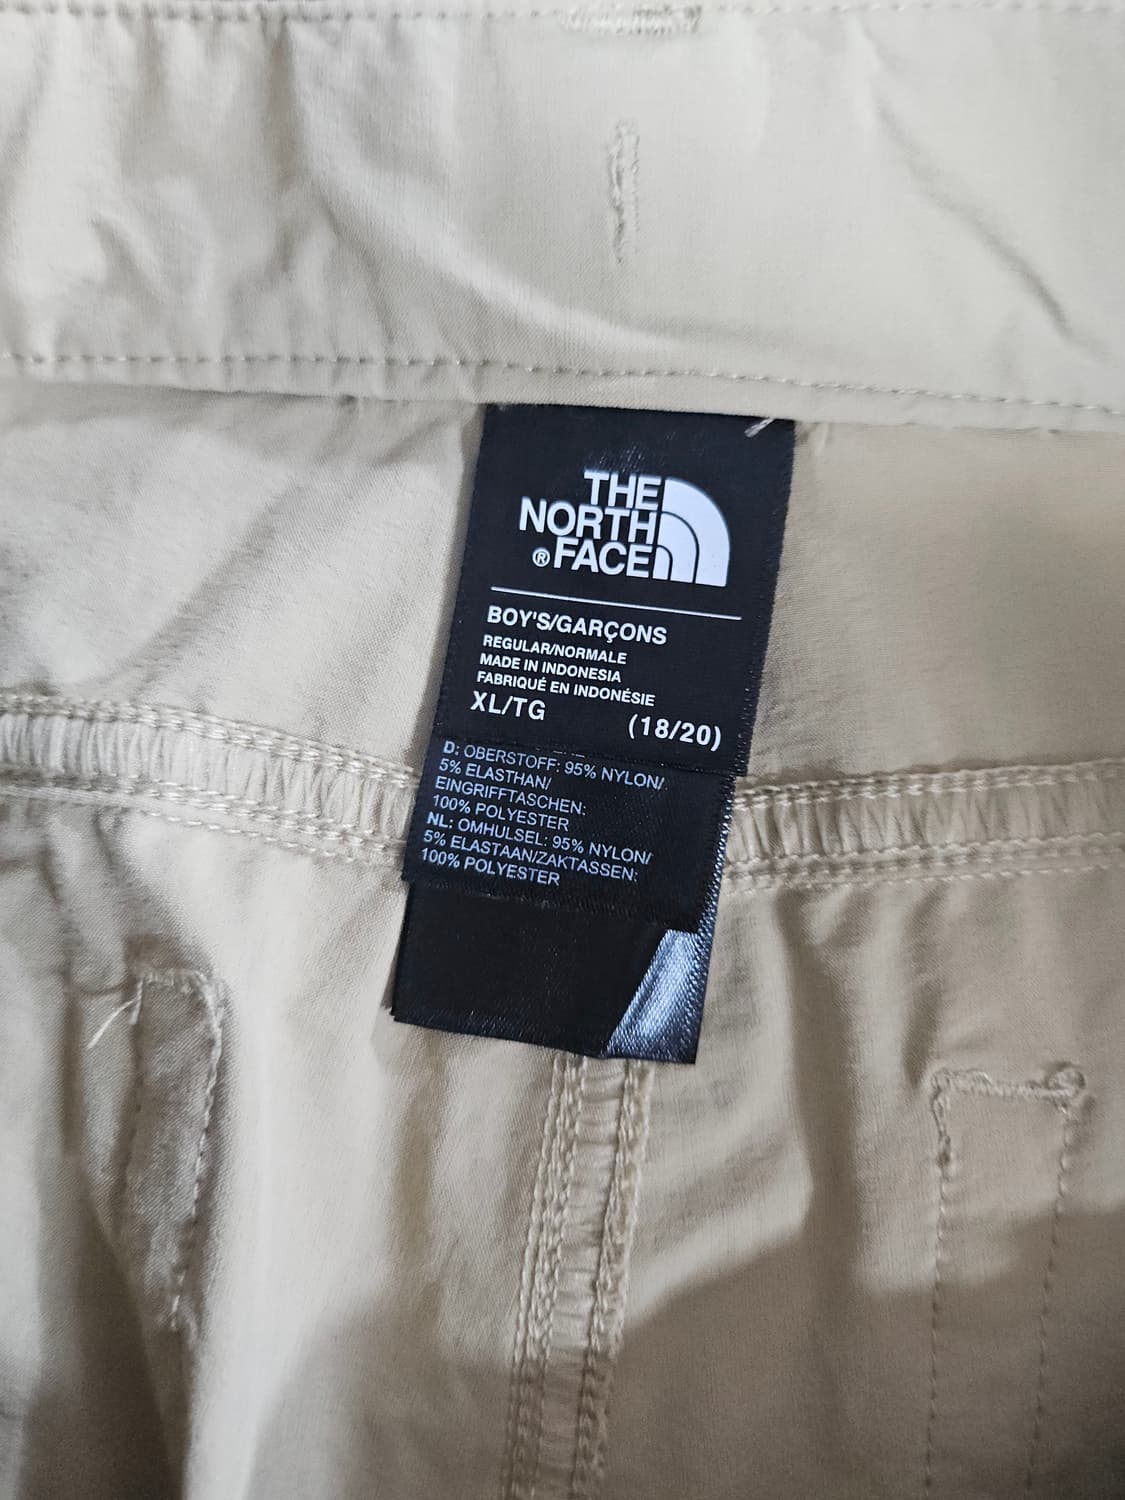 THE
NORTH
® FACE
BOY'S/GARÇONS
REGULAR/NORMALE
MADE IN INDONESIA
FABRIQUÉ EN INDONÉSIE
XL/TG (18/20)
D: OBERSTOFF: 95% NYLON/
5% ELASTHAN/
EINGRIFFTASCHEN:
100% POLYESTER
NL: OMHULSEL: 95% NYLON/
5% ELASTAAN/ZAKTASSEN:
100% POLYESTER